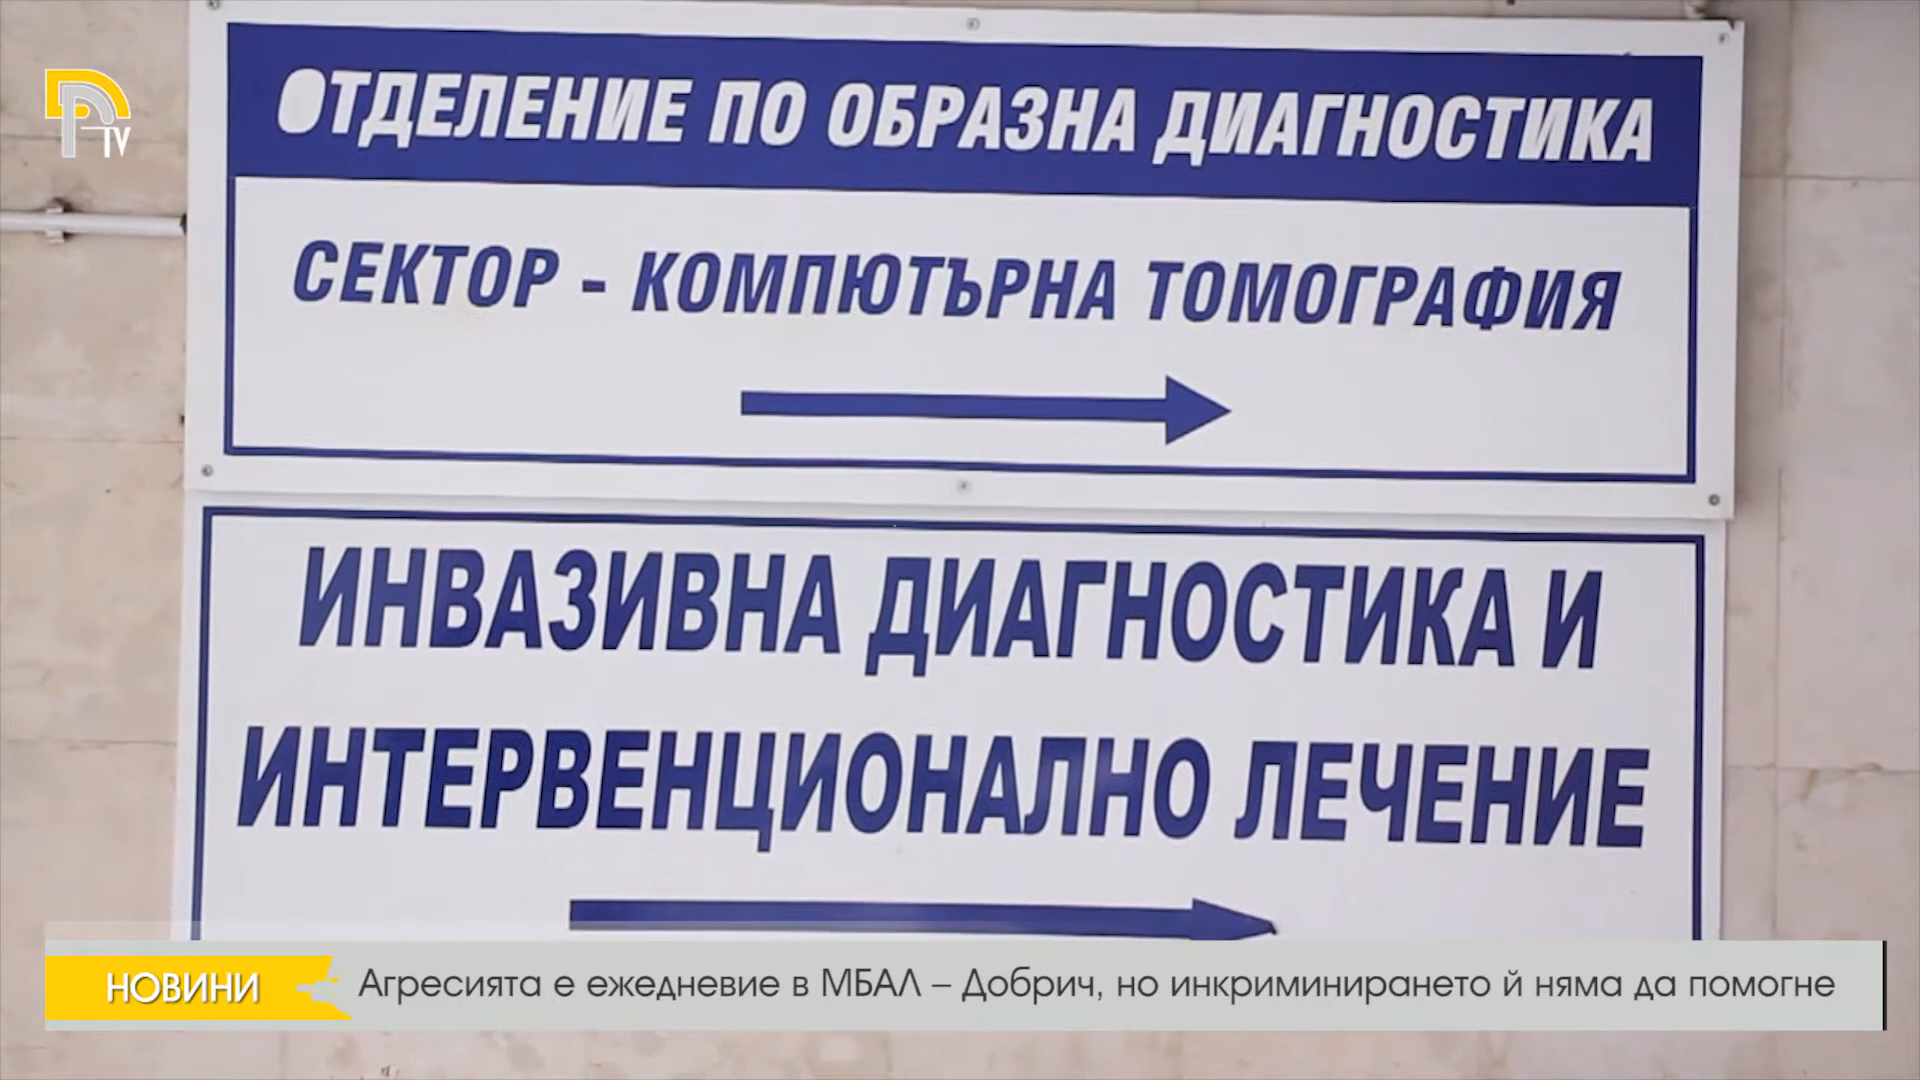 TV
ОТДЕЛЕНИЕ ПО ОБРАЗНА ДИАГНОСТИКА
СЕКТОР - КОМПЮТЪРНА ТОМОГРАФИЯ
ИНВАЗИВНА ДИАГНОСТИКА И
ИНТЕРВЕНЦИОНАЛНО ЛЕЧЕНИЕ
НОВИНИ
Агресията е ежедневие в МБАЛ – Добрич, но инкриминирането ѝ няма да помогне